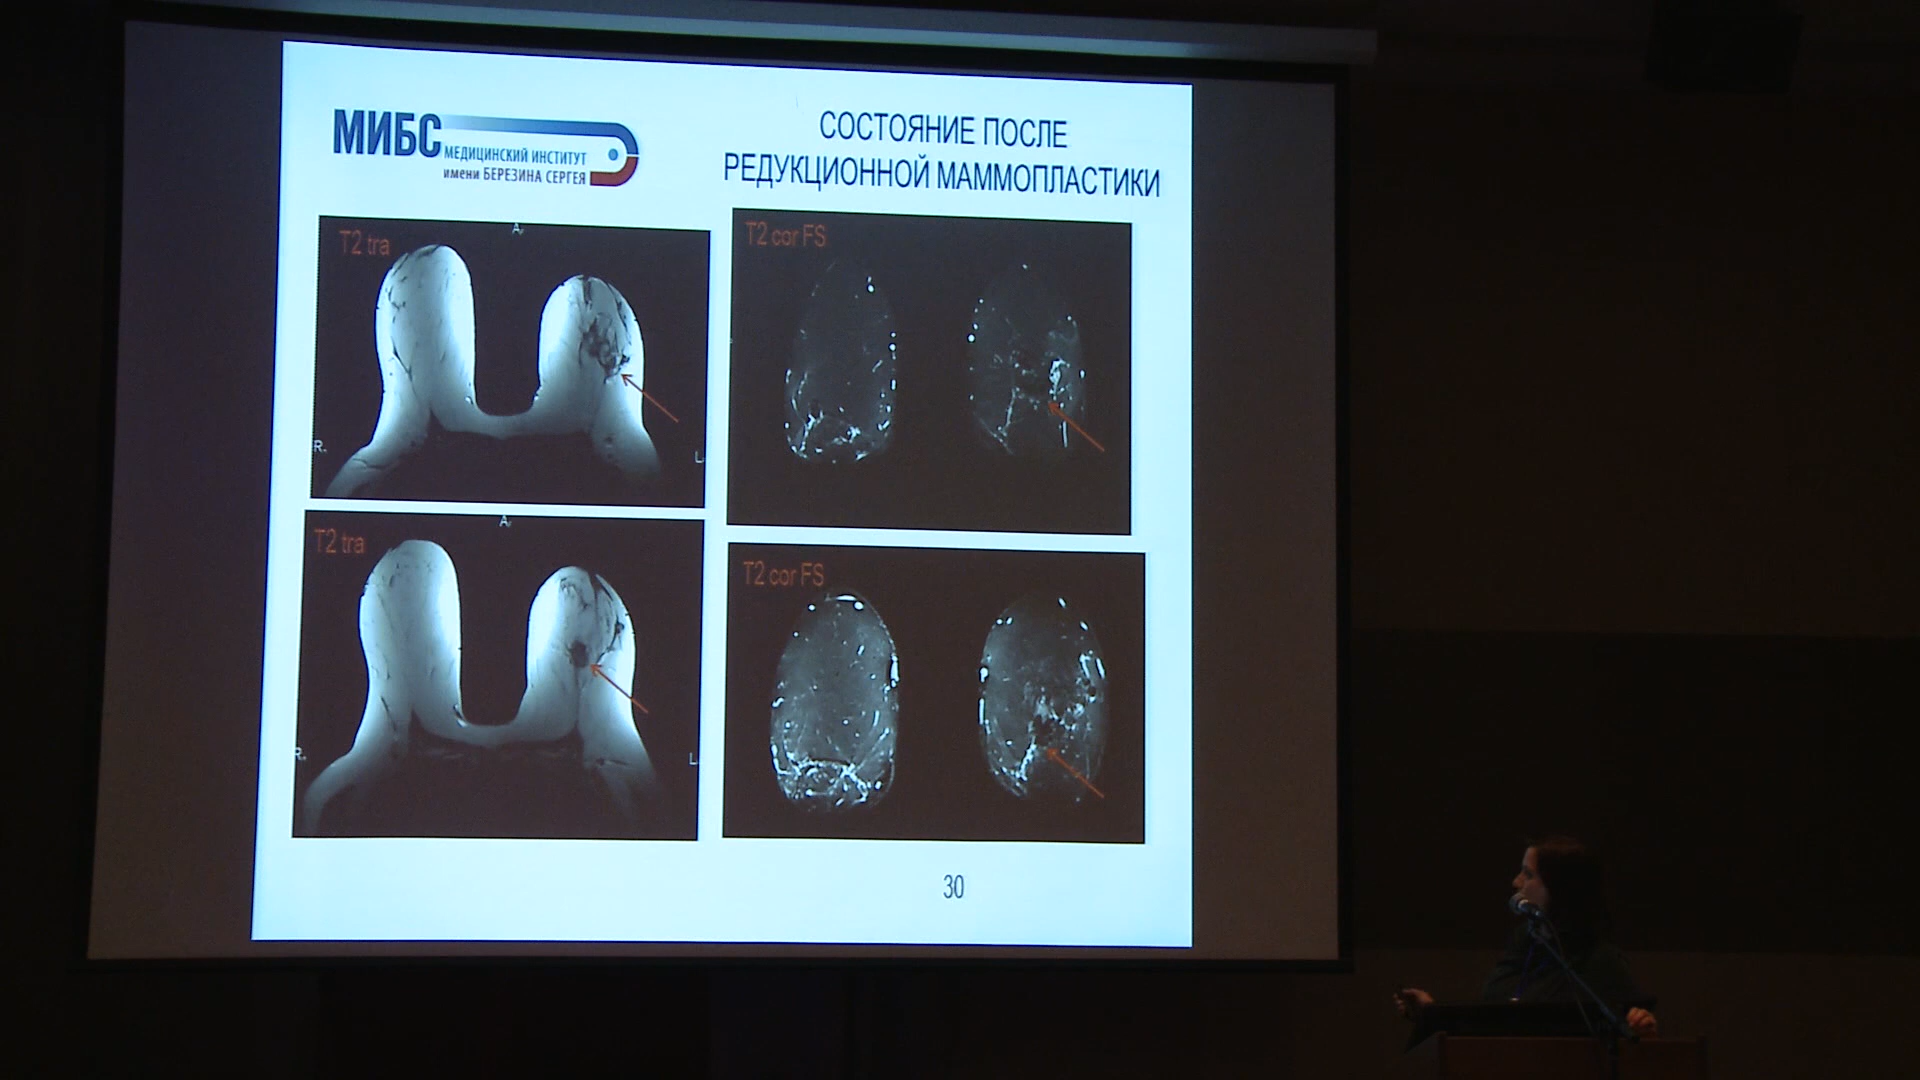 МИБС
МЕДИЦИНСКИЙ ИНСТИТУТ
имени БЕРЕЗИНА СЕРГЕЯ
СОСТОЯНИЕ ПОСЛЕ
РЕДУКЦИОННОЙ МАММОПЛАСТИКИ
T2 tra
A
R
L
T2 cor FS
T2 tra
A
R
L
T2 cor FS
30